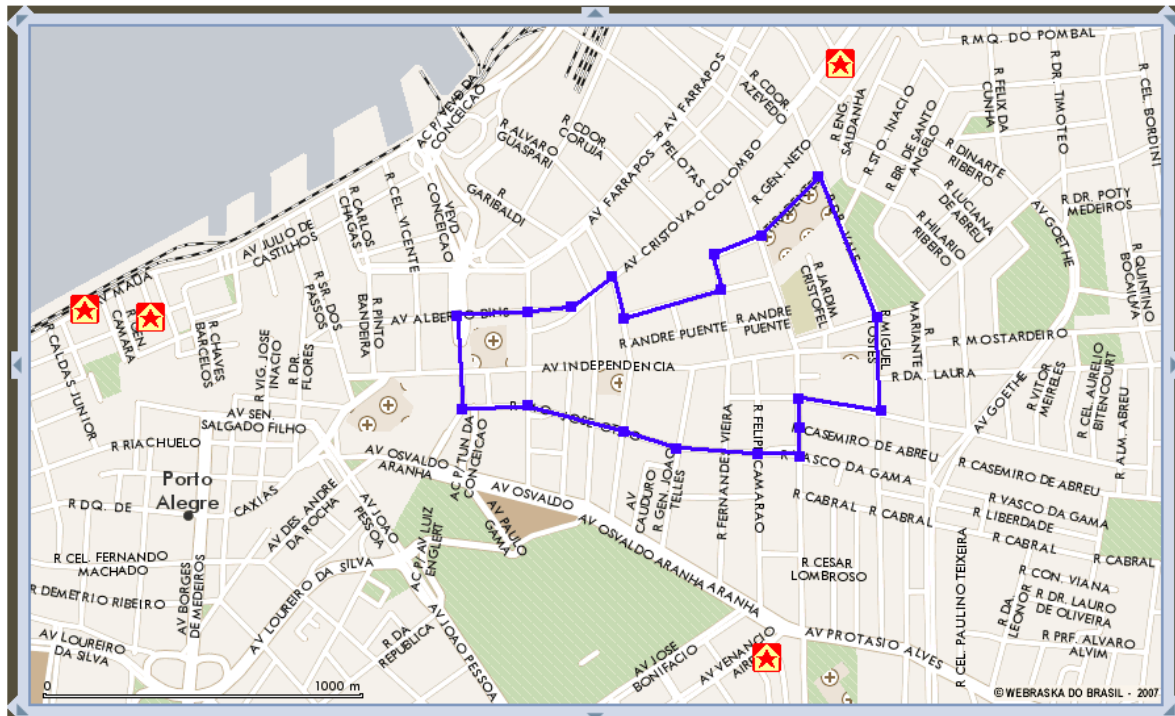 R MQ. DO POMBAL
AC P/ VEVD DA
CONCEICAO
R ALVARO
GUASPARI
R CDOR.
CORUJA
R PELOTAS
AV FARRAPOS
R CDOR.
AZEVEDO
R ENG.
SALDANHA
R ST O. INACIO
R BR. DE SANTO
ANGELO
R FELIX DA
CUNHA
R DR. TIMOTEO
R CEL. BORDINI
R DINARTE
RIBEIRO
R LUCIANA
DE ABREU
R HILARIO
RIBEIRO
R DR. POTY
MEDEIROS
AV GOETHE
R QUINTINO
BOCAIUVA
R GEN. NETO
AV CRISTOVAO COLOMBO
AV FARRAPOS
R
GARIBALDI
VEVD
CONCEICAO
R CEL. VICENTE
R CARLOS
CHAGAS
AV JULIO DE
CASTILHOS
AV MAUA
R SR. DOS
PASSOS
R PINTO
BANDEIRA
AV ALBERTO BINS
R ANDRE PUENTE
R ANDRE
PUENTE
R JARDIM
CRISTOFEL
R MIGUEL
TOSTES
R
MARIANTE
R MOSTARDEIRO
R DA. LAURA
AV GOETHE
R VITOR
MEIRELES
R CEL AURELIO
BITENCOURT
R ALM. ABREU
R CALDAS JUNIOR
R GEN.
CAMARA
R CHAVES
BARCELOS
R VIG. JOSE
INACIO
R DR.
FLORES
AV INDEPENDENCIA
AV SEN.
SALGADO FILHO
R RIACHUELO
AV OSVALDO
ARANHA
AC P/ TUN DA
CONCEICAO
R FERNANDES VIEIRA
R FELIPE CAMARAO
R CASEMIRO DE ABREU
R VASCO DA GAMA
R CASEMIRO DE ABREU
R VASCO DA GAMA
R LIBERDADE
R CABRAL
R CABRAL
R CABRAL
R CABRAL
Porto
Alegre
R DQ. DE
CAXIAS
AV DES. ANDRE
DA ROCHA
AV JOAO
PESSOA
AC P/ AV LUIZ
ENGLERT
AV PAULO
GAMA
AV OSVALDO
AV
CAUDURO
R GEN. JOAO
TELLES
AV OSVALDO ARANHA
R CESAR
LOMBROSO
R CEL. PAULINO TEIXEIRA
R CON. VIANA
R DR. LAURO
DE OLIVEIRA
R DA.
LEONOR
R PRF. ALVARO
ALVIM
R CEL FERNANDO
MACHADO
R DEMETRIO RIBEIRO
AV BORGES
DE MEDEIROS
AV LOUREIRO DA SILVA
AV LOUREIRO
DA SILVA
R DA
REPUBLICA
AV JOAO PESSOA
AV JOSE
BONIFACIO
AV VENANCIO
AIRES
AV PROTASIO ALVES
0 1000 m
© WEBRASKA DO BRASIL - 2007